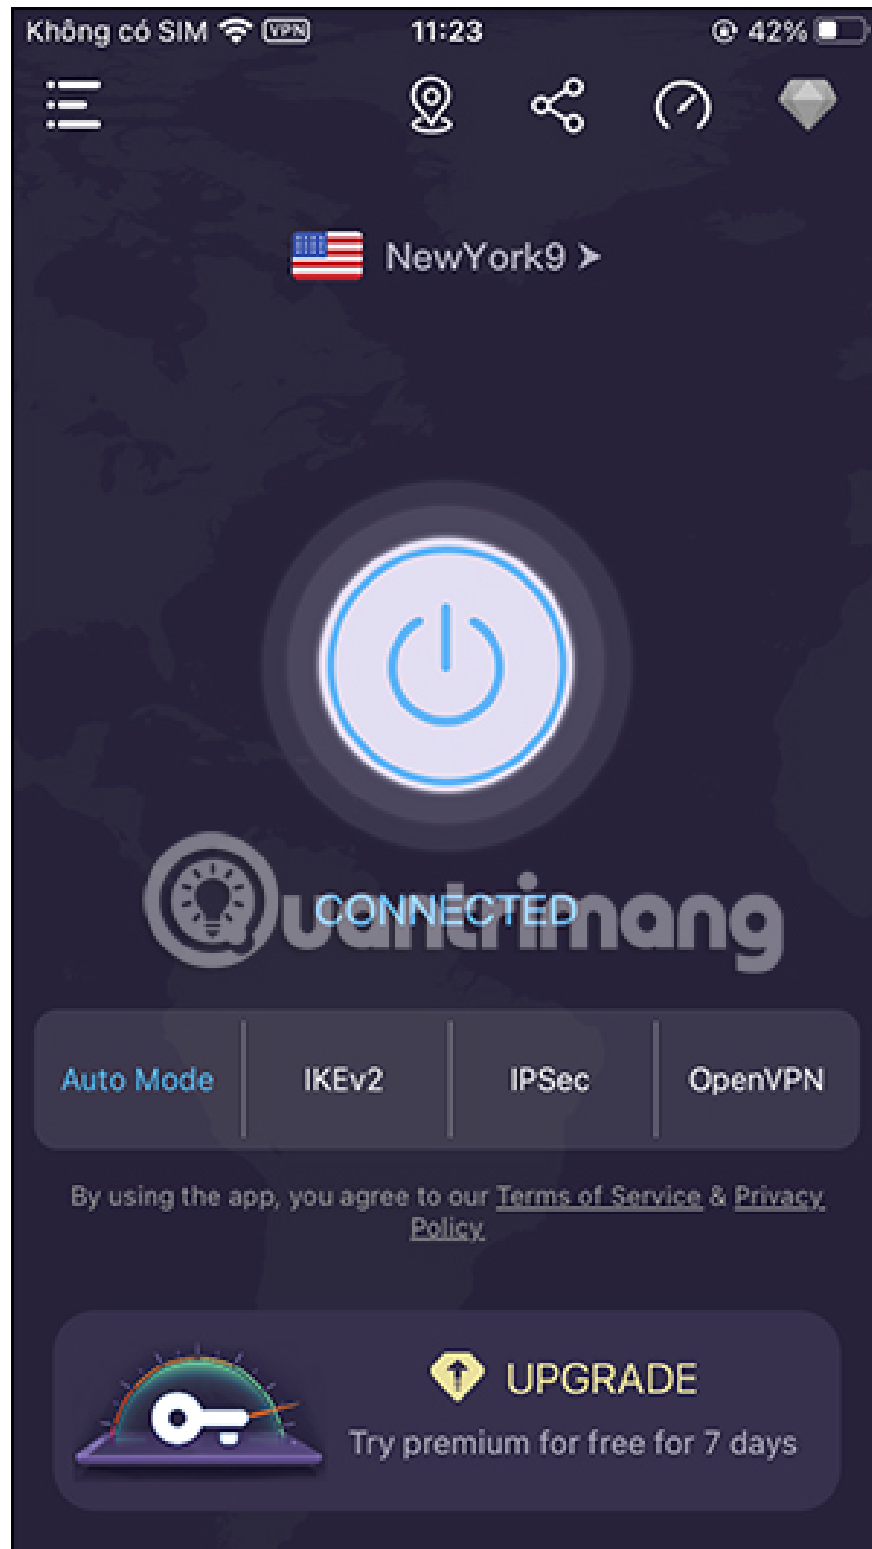 Không có SIM VPN 11:23 42%
NewYork9
Quantrimang
CONNECTED
Auto Mode IKEv2 IPSec OpenVPN
By using the app, you agree to our Terms of Service & Privacy
Policy
UPGRADE
Try premium for free for 7 days